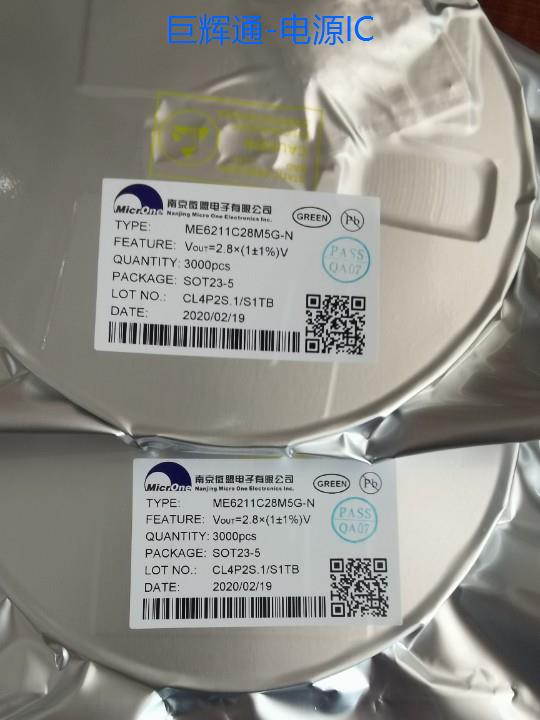 巨辉通-电源IC
MicrOne
南京微盟电子有限公司
Nanjing Micro One Electronics Inc.
GREEN
Pb
TYPE: ME6211C28M5G-N
FEATURE: VOUT=2.8×(1±1%)V
QUANTITY: 3000pcs
PACKAGE: SOT23-5
LOT NO.: CL4P2S.1/S1TB
DATE: 2020/02/19
PASS
QA07
MicrOne
南京微盟电子有限公司
Nanjing Micro One Electronics Inc.
GREEN
Pb
TYPE: ME6211C28M5G-N
FEATURE: VOUT=2.8×(1±1%)V
QUANTITY: 3000pcs
PACKAGE: SOT23-5
LOT NO.: CL4P2S.1/S1TB
DATE: 2020/02/19
PASS
QA07